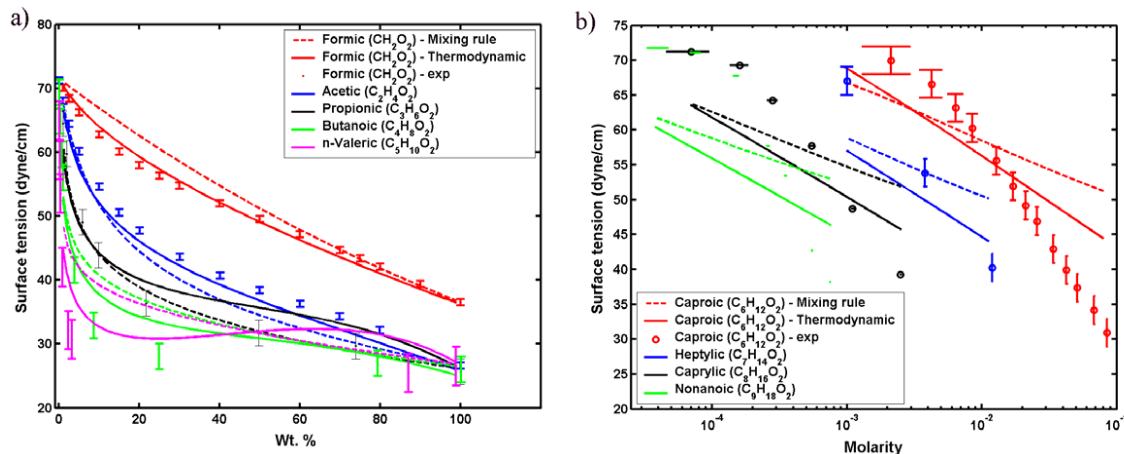 a)
80
70
60
50
40
30
20
0
20
40
60
80
100
120
Surface tension (dyne/cm)
Wt. %
Formic (CH2O2) - Mixing rule
Formic (CH2O2) - Thermodynamic
Formic (CH2O2) - exp
Acetic (C2H4O2)
Propionic (C3H6O2)
Butanoic (C4H8O2)
n-Valeric (C5H10O2)
b)
75
70
65
60
55
50
45
40
35
30
25
10-4
10-3
10-2
10-1
Surface tension (dyne/cm)
Molarity
Caproic (C6H12O2) - Mixing rule
Caproic (C6H12O2) - Thermodynamic
Caproic (C6H12O2) - exp
Heptylic (C7H14O2)
Caprylic (C8H16O2)
Nonanoic (C9H18O2)